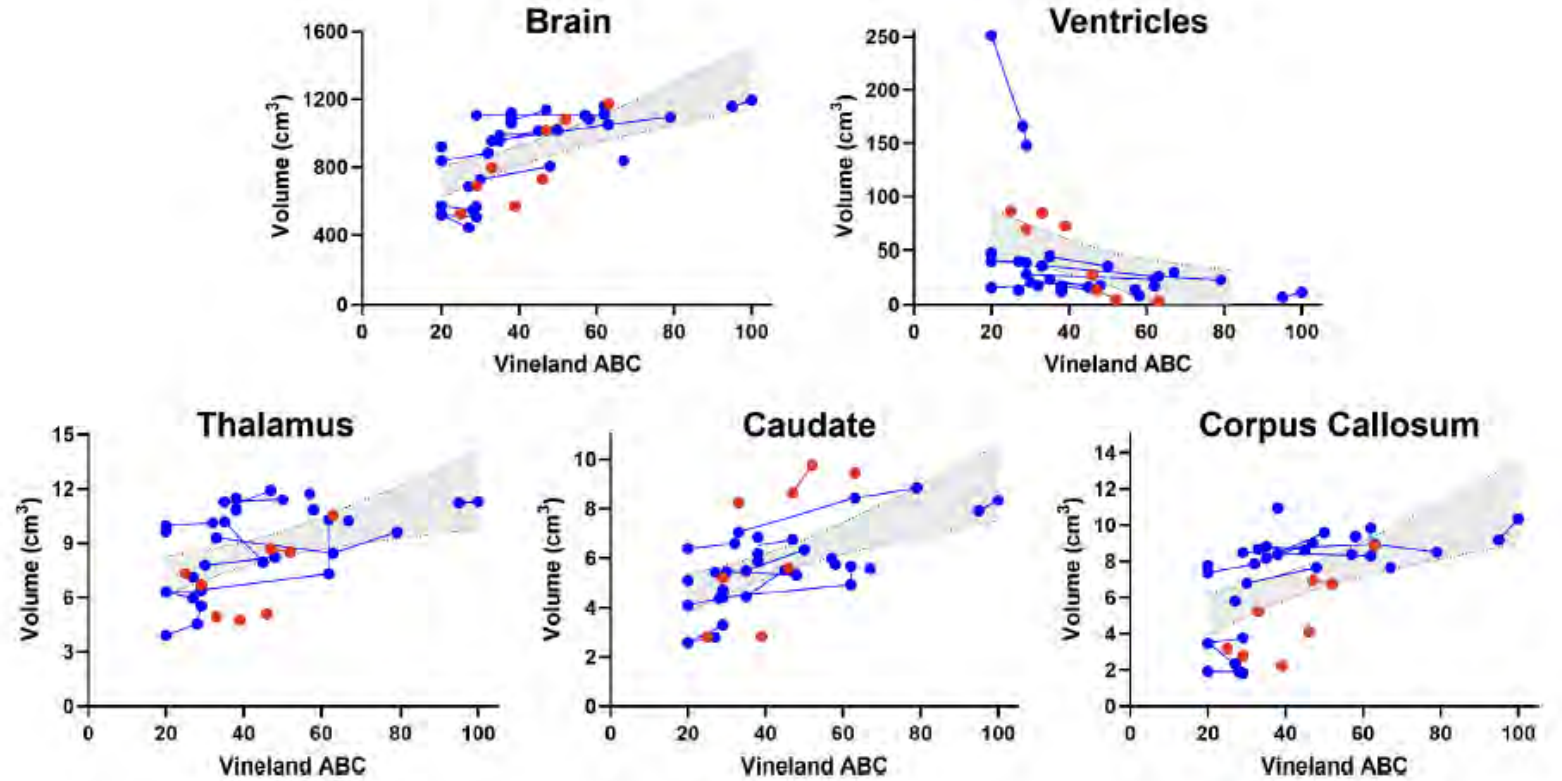 Brain
1600
1200
800
400
0
Volume (cm³)
0 20 40 60 80 100
Vineland ABC
Ventricles
250
200
150
100
50
0
Volume (cm³)
0 20 40 60 80 100
Vineland ABC
Thalamus
15
12
9
6
3
0
Volume (cm³)
0 20 40 60 80 100
Vineland ABC
Caudate
10
8
6
4
2
0
Volume (cm³)
0 20 40 60 80 100
Vineland ABC
Corpus Callosum
14
12
10
8
6
4
2
0
Volume (cm³)
0 20 40 60 80 100
Vineland ABC